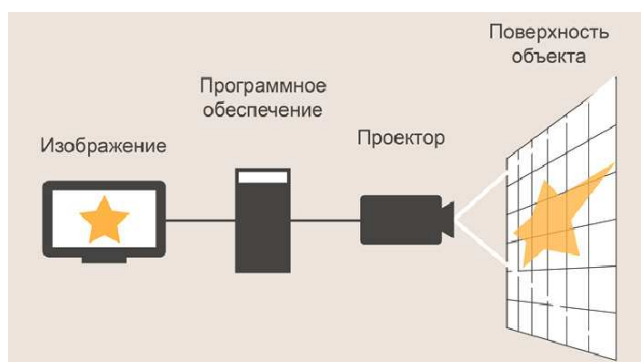 Изображение
Программное
обеспечение
Проектор
Поверхность
объекта